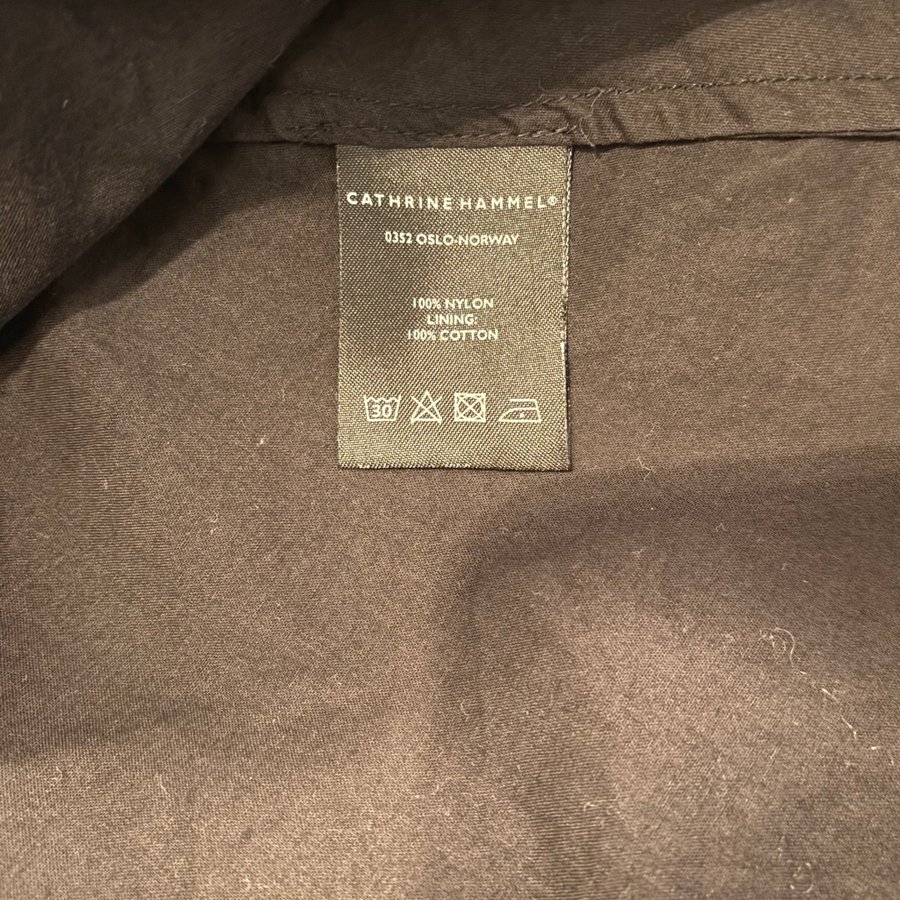 CATHRINE HAMMEL®
0352 OSLO-NORWAY
100% NYLON
LINING:
100% COTTON
30